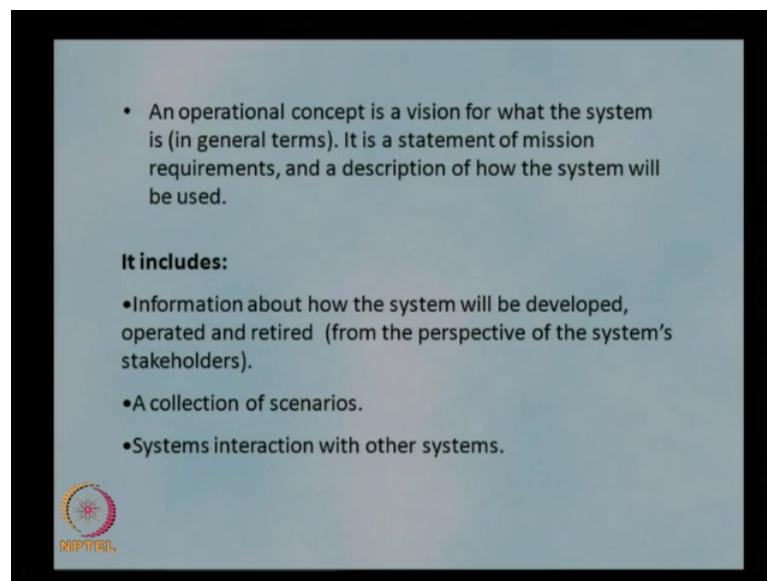 • An operational concept is a vision for what the system
is (in general terms). It is a statement of mission
requirements, and a description of how the system will
be used.
It includes:
•Information about how the system will be developed,
operated and retired (from the perspective of the system's
stakeholders).
•A collection of scenarios.
•Systems interaction with other systems.
NPTEL